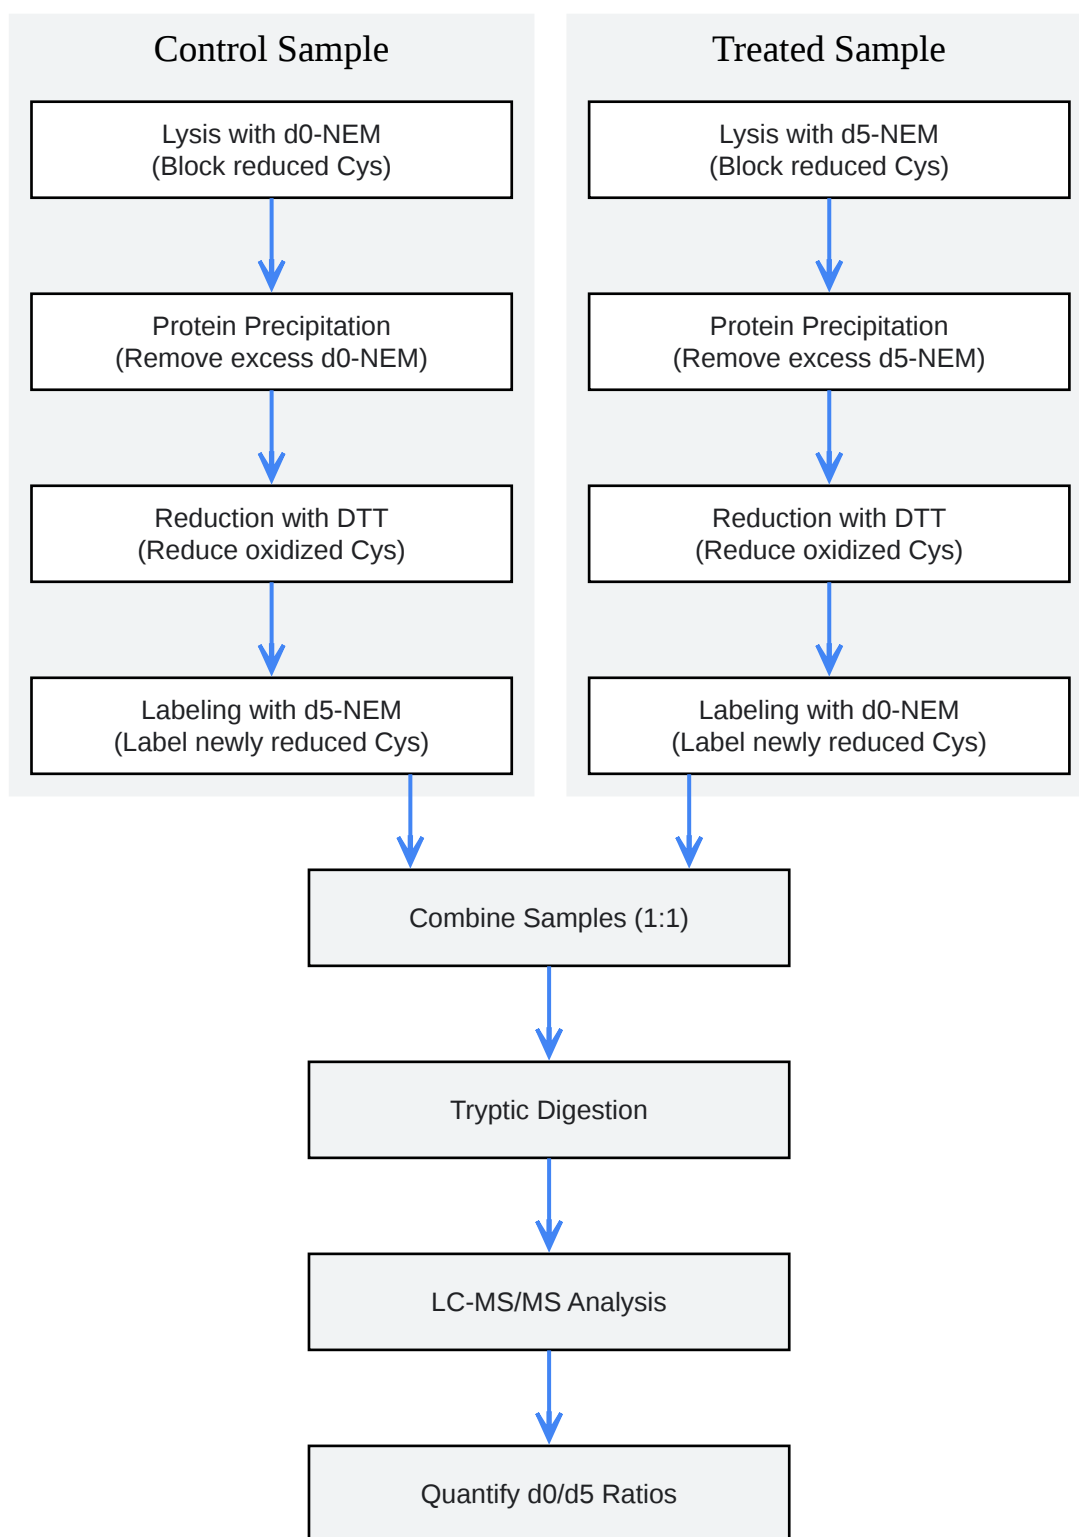 Control Sample
Lysis with d0-NEM
(Block reduced Cys)
Protein Precipitation
(Remove excess d0-NEM)
Reduction with DTT
(Reduce oxidized Cys)
Labeling with d5-NEM
(Label newly reduced Cys)
Treated Sample
Lysis with d5-NEM
(Block reduced Cys)
Protein Precipitation
(Remove excess d5-NEM)
Reduction with DTT
(Reduce oxidized Cys)
Labeling with d0-NEM
(Label newly reduced Cys)
Combine Samples (1:1)
Tryptic Digestion
LC-MS/MS Analysis
Quantify d0/d5 Ratios